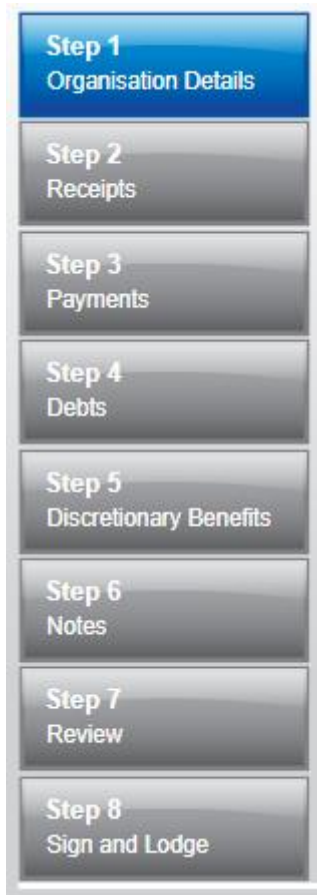 Step 1
Organisation Details
Step 2
Receipts
Step 3
Payments
Step 4
Debts
Step 5
Discretionary Benefits
Step 6
Notes
Step 7
Review
Step 8
Sign and Lodge